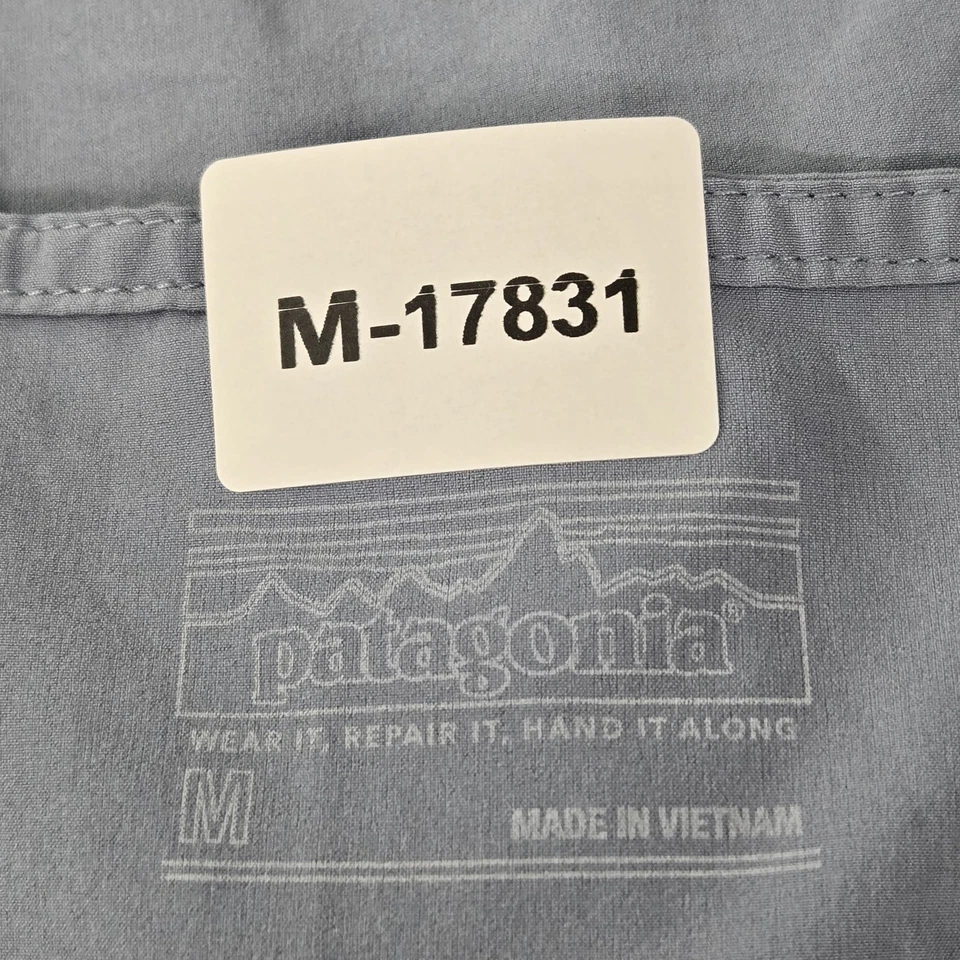 M-17831
patagonia®
WEAR IT, REPAIR IT, HAND IT ALONG
M
MADE IN VIETNAM